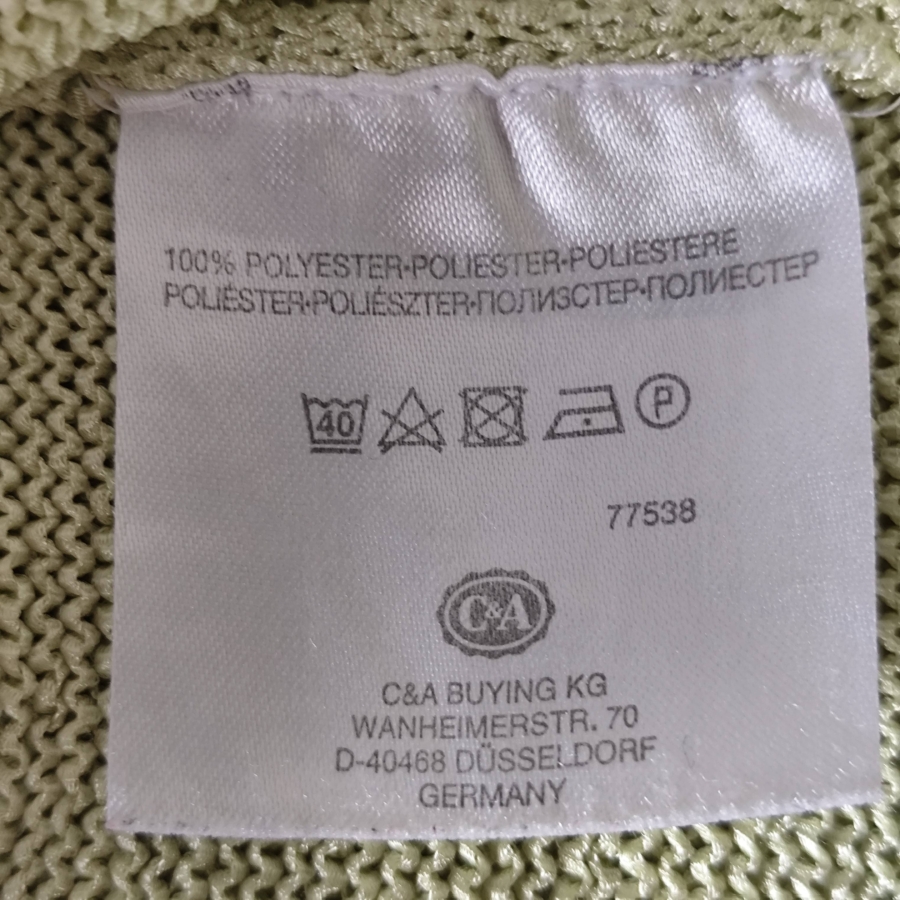 100% POLYESTER·POLIESTER·POLIESTERE
POLIÉSTER·POLIÉSZTER·ПОЛИЭСТЕР·ПОЛИЕСТЕР
40 P
77538
C&A
C&A BUYING KG
WANHEIMERSTR. 70
D-40468 DÜSSELDORF
GERMANY